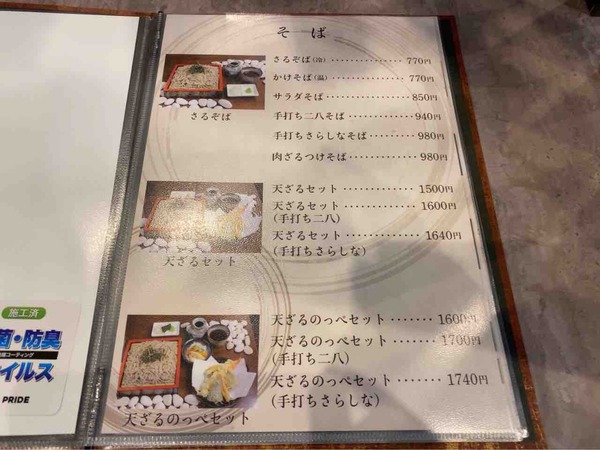 そば
さるそば(冷)・・・・・・・・・・770円
かけそば(温)・・・・・・・・・・770円
サラダそば・・・・・・・・・・・850円
手打ち二八そば・・・・・・・・・・940円
手打ちさらしなそば・・・・・・・980円
肉ざるつけそば・・・・・・・・・980円
さるそば
天ざるセット・・・・・・・・・・1500円
天ざるセット・・・・・・・・・・1600円
(手打ち二八)
天ざるセット・・・・・・・・・・1640円
(手打ちさらしな)
天ざるセット
天ざるのっぺセット・・・・・・・1600円
天ざるのっぺセット・・・・・・・1700円
(手打ち二八)
天ざるのっぺセット・・・・・・・1740円
(手打ちさらしな)
天ざるのっぺセット
施工済
菌・防臭
コーティング
イルス
PRIDE